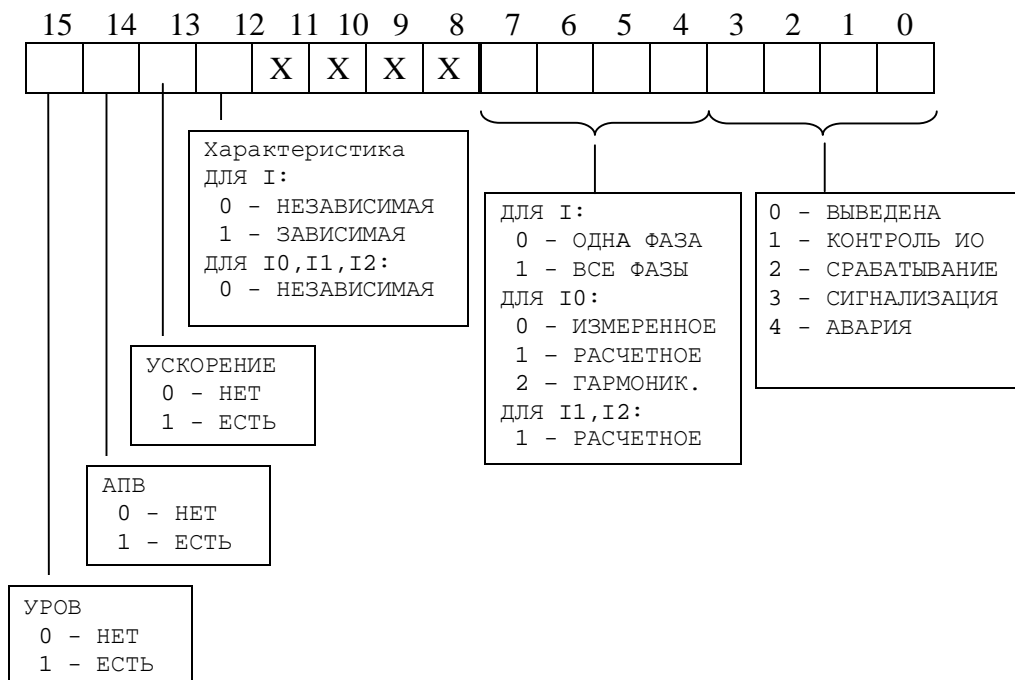 15 14 13 12 11 10 9 8 7 6 5 4 3 2 1 0
X X X X
Характеристика
ДЛЯ I:
0 – НЕЗАВИСИМАЯ
1 – ЗАВИСИМАЯ
ДЛЯ I0,I1,I2:
0 – НЕЗАВИСИМАЯ
ДЛЯ I:
0 – ОДНА ФАЗА
1 – ВСЕ ФАЗЫ
ДЛЯ I0:
0 – ИЗМЕРЕННОЕ
1 – РАСЧЕТНОЕ
2 – ГАРМОНИК.
ДЛЯ I1,I2:
1 – РАСЧЕТНОЕ
0 – ВЫВЕДЕНА
1 – КОНТРОЛЬ ИО
2 – СРАБАТЫВАНИЕ
3 – СИГНАЛИЗАЦИЯ
4 – АВАРИЯ
УСКОРЕНИЕ
0 – НЕТ
1 – ЕСТЬ
АПВ
0 – НЕТ
1 – ЕСТЬ
УРОВ
0 – НЕТ
1 – ЕСТЬ